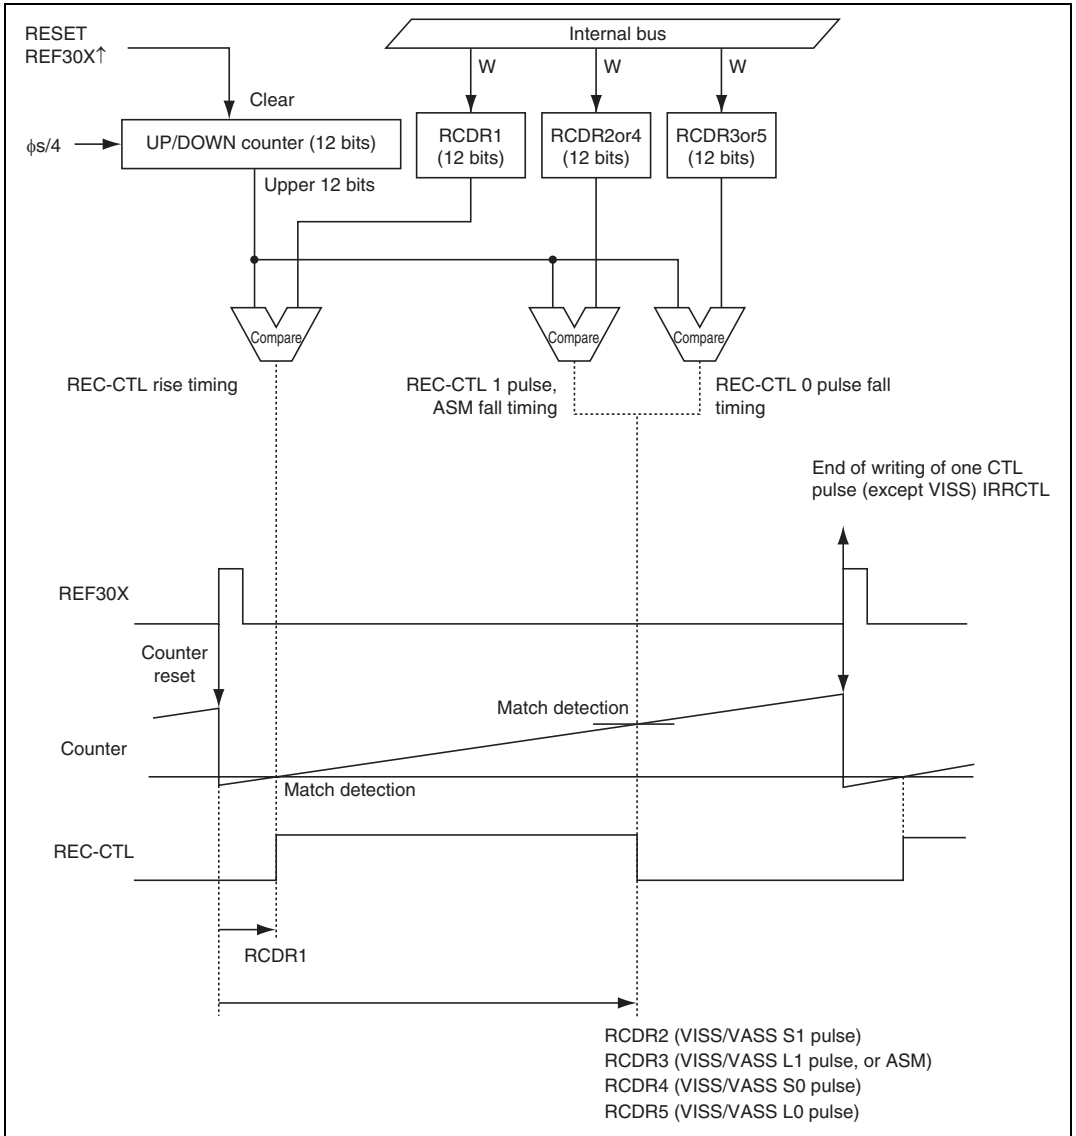 RESET
REF30X↑
Internal bus
W
W
W
Clear
ϕs/4
UP/DOWN counter (12 bits)
RCDR1
(12 bits)
RCDR2or4
(12 bits)
RCDR3or5
(12 bits)
Upper 12 bits
Compare
Compare
Compare
REC-CTL rise timing
REC-CTL 1 pulse,
ASM fall timing
REC-CTL 0 pulse fall
timing
End of writing of one CTL
pulse (except VISS) IRRCTL
REF30X
Counter
reset
Match detection
Counter
Match detection
REC-CTL
RCDR1
RCDR2 (VISS/VASS S1 pulse)
RCDR3 (VISS/VASS L1 pulse, or ASM)
RCDR4 (VISS/VASS S0 pulse)
RCDR5 (VISS/VASS L0 pulse)